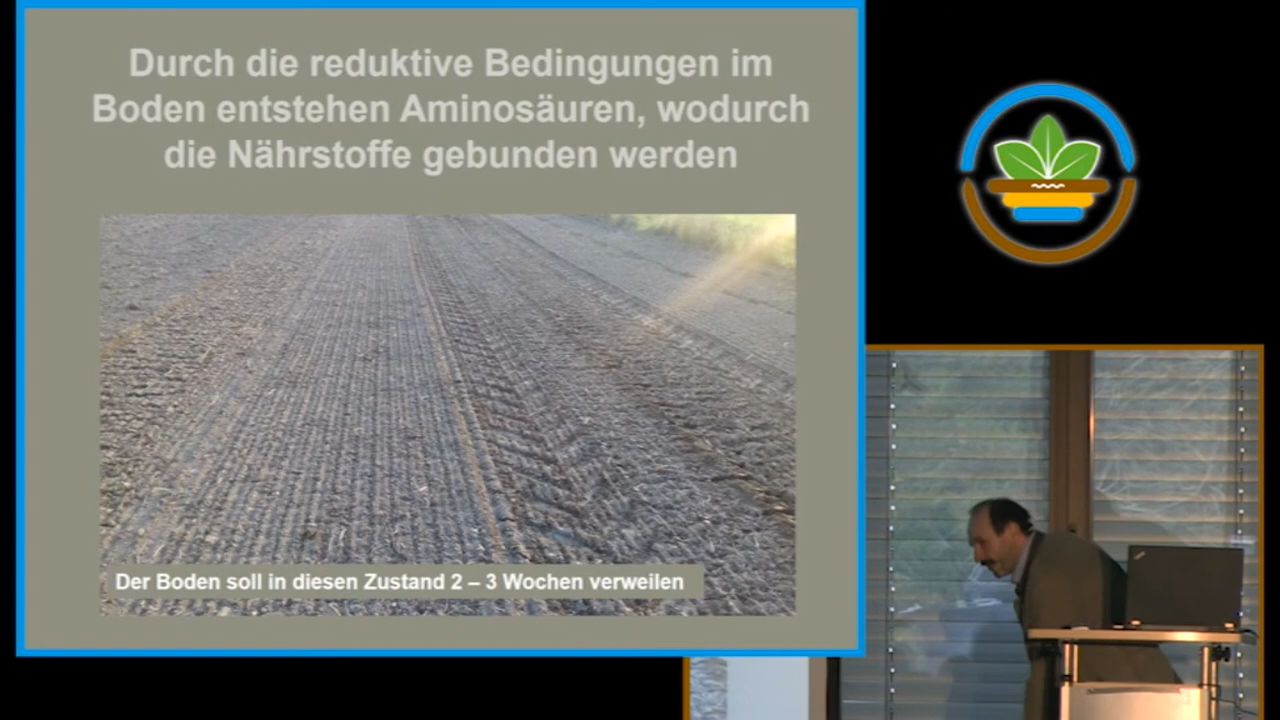 Durch die reduktive Bedingungen im
Boden entstehen Aminosäuren, wodurch
die Nährstoffe gebunden werden
Der Boden soll in diesen Zustand 2 – 3 Wochen verweilen